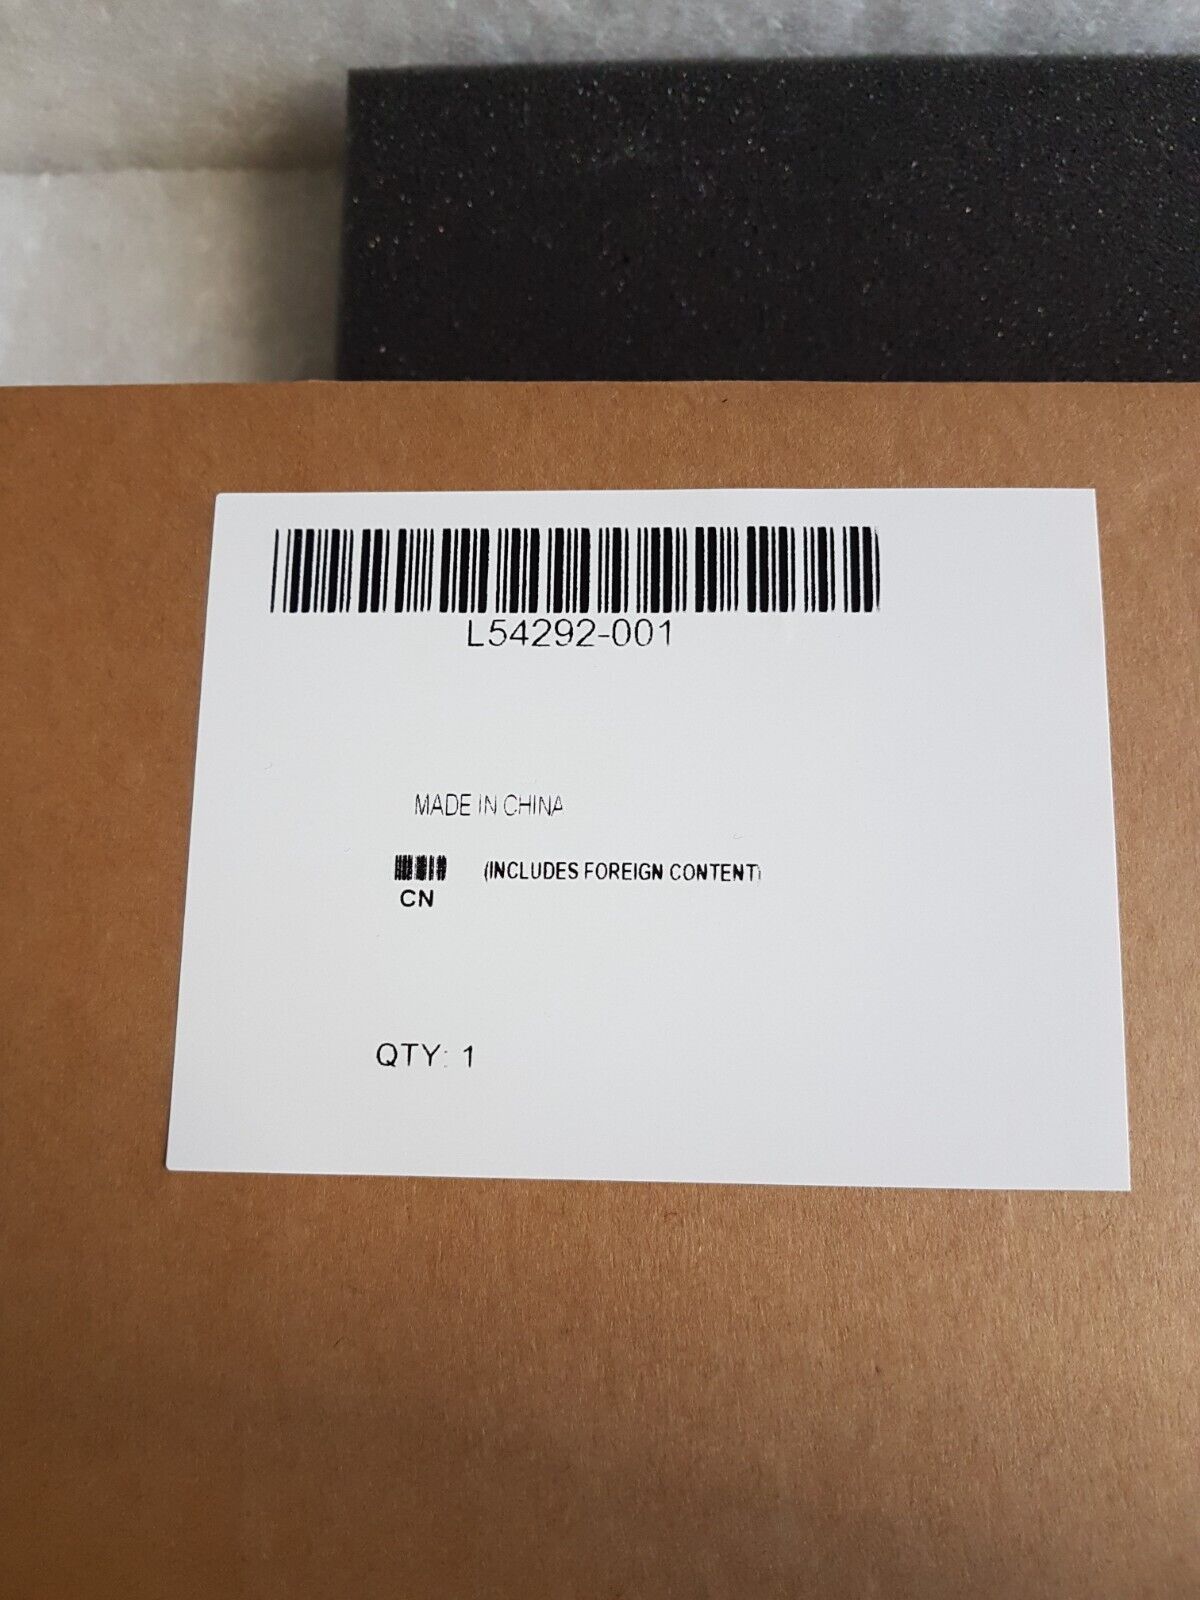 L54292-001
MADE IN CHINA
(INCLUDES FOREIGN CONTENT)
CN
QTY: 1